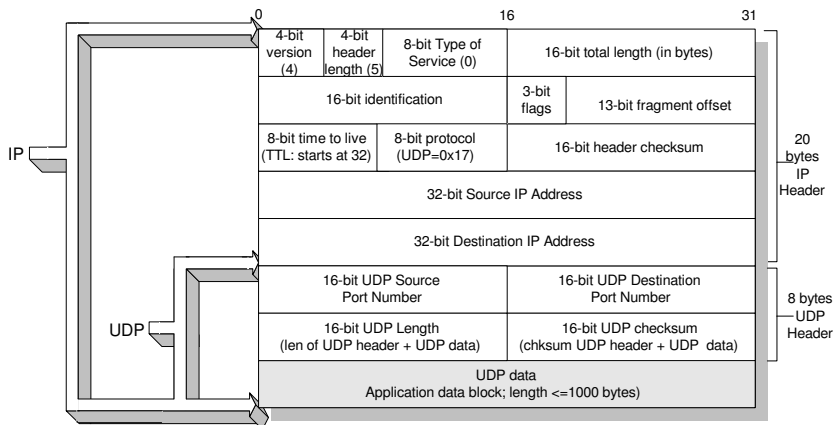 0 16 31
4-bit
version
(4)
4-bit
header
length (5)
8-bit Type of
Service (0)
16-bit total length (in bytes)
16-bit identification
3-bit
flags
13-bit fragment offset
8-bit time to live
(TTL: starts at 32)
8-bit protocol
(UDP=0x17)
16-bit header checksum
20
bytes
IP
Header
IP
32-bit Source IP Address
32-bit Destination IP Address
16-bit UDP Source
Port Number
16-bit UDP Destination
Port Number
8 bytes
UDP
Header
UDP
16-bit UDP Length
(len of UDP header + UDP data)
16-bit UDP checksum
(chksum UDP header + UDP data)
UDP data
Application data block; length <=1000 bytes)